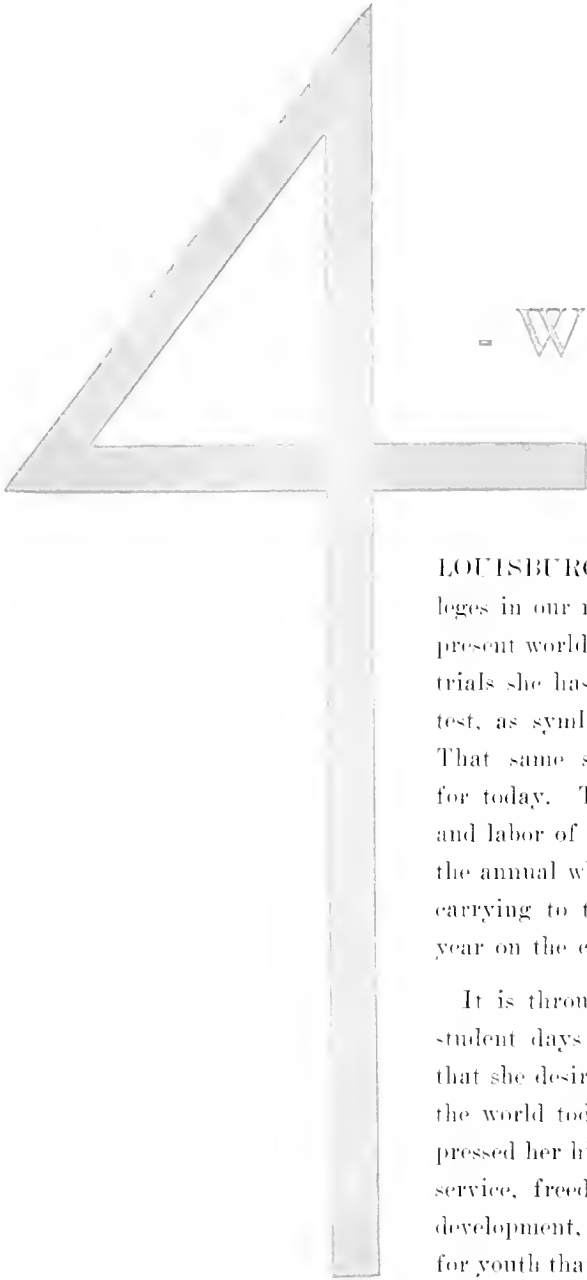 4
- W
LOUISBURG
leges in our
present world
trials she has
test, as
That same
for today.
and labor of
the annual
carrying to
year on the
It is
student days
that she
the world
pressed her
service,
development,
for youth